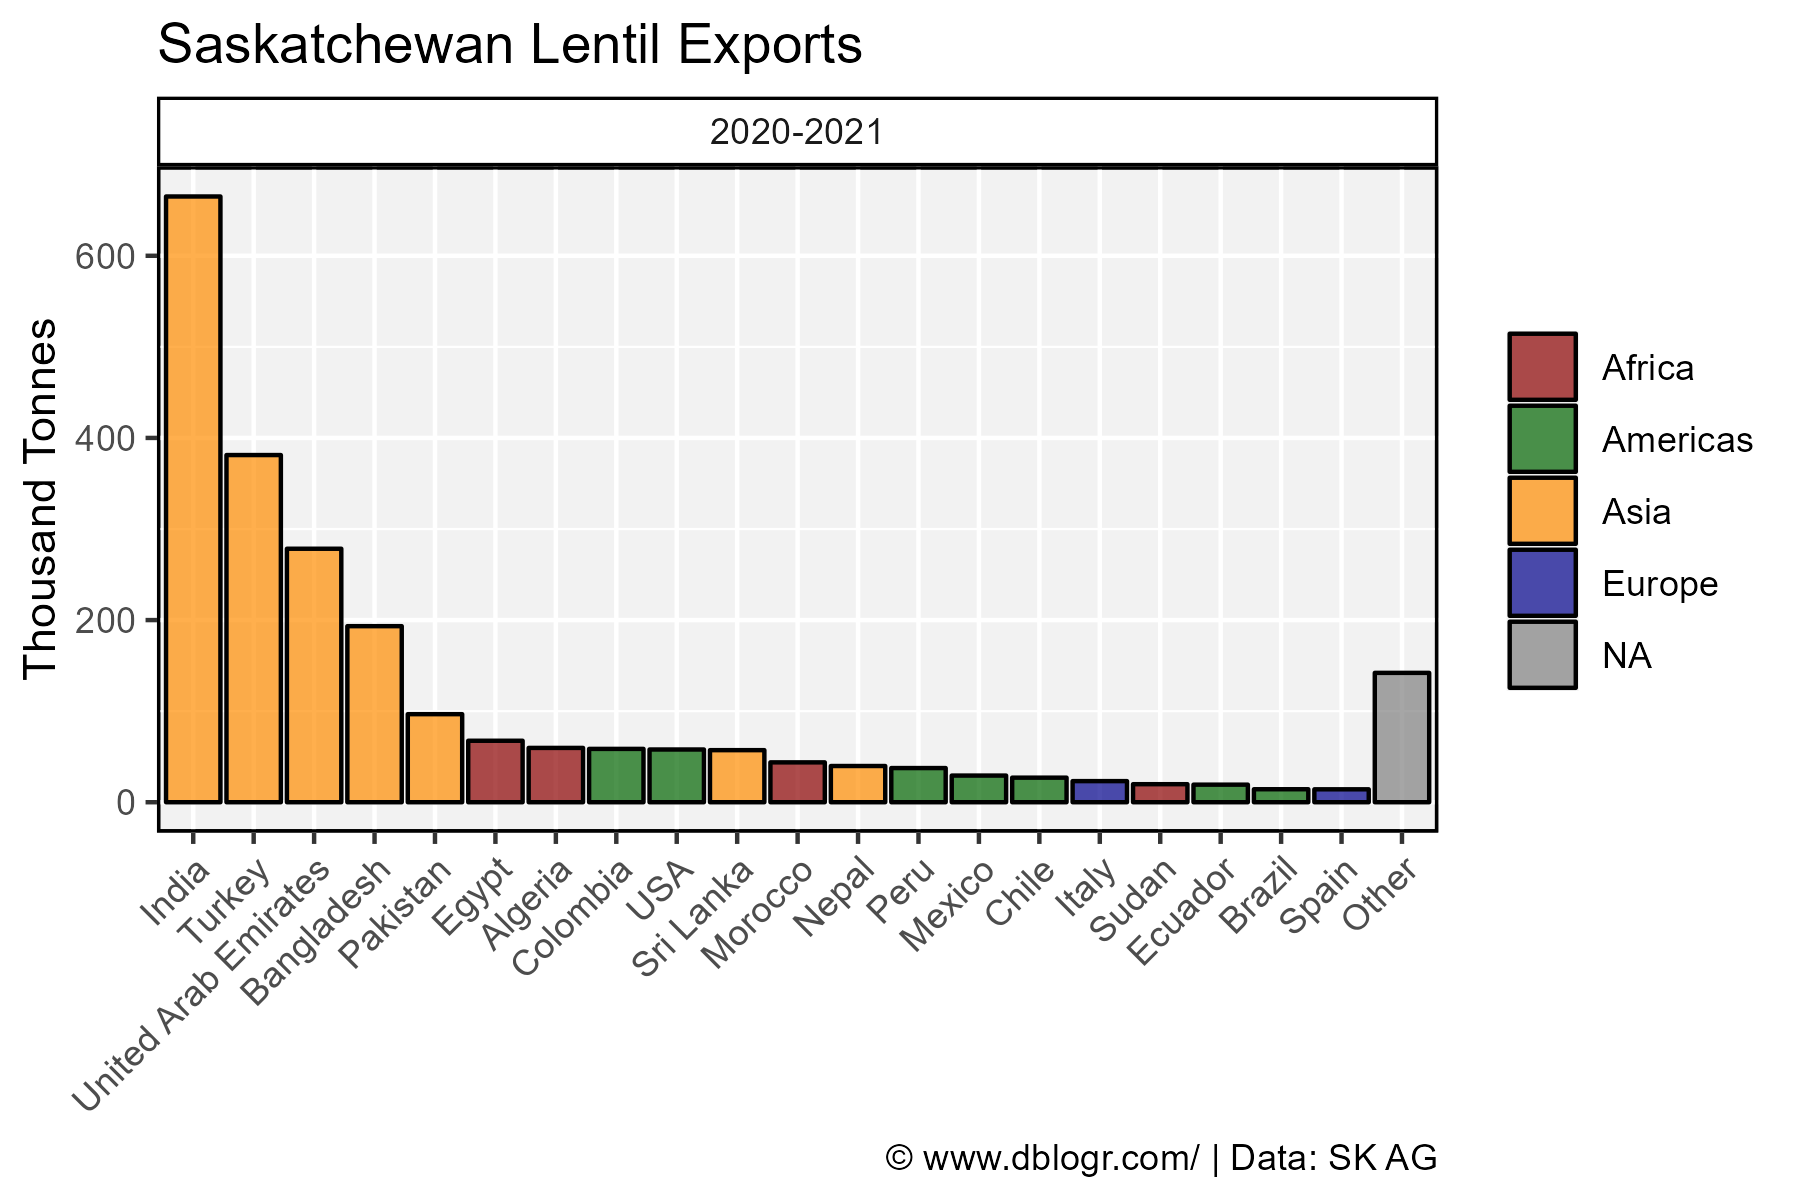 Saskatchewan Lentil Exports
2020-2021
Thousand Tonnes
600
400
200
0
India
Turkey
United Arab Emirates
Bangladesh
Pakistan
Egypt
Algeria
Colombia
USA
Sri Lanka
Morocco
Nepal
Peru
Mexico
Chile
Italy
Sudan
Ecuador
Brazil
Spain
Other
Africa
Americas
Asia
Europe
NA
© www.dblogr.com/ | Data: SK AG